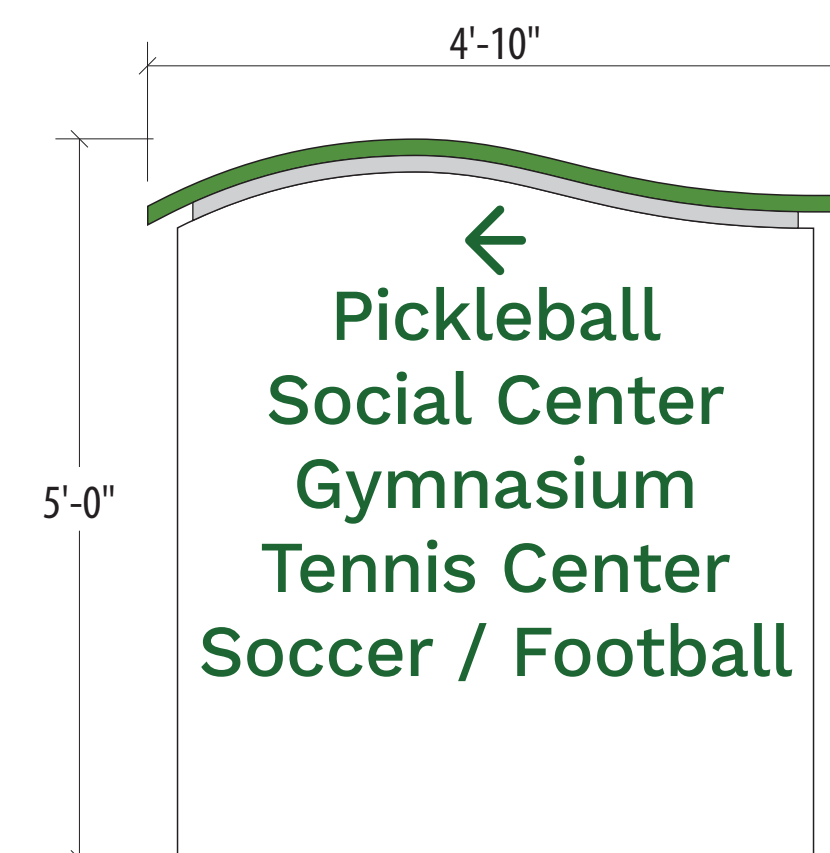 4'-10"
Pickleball
Social Center
Gymnasium
5'-0"
Tennis Center
Soccer / Football